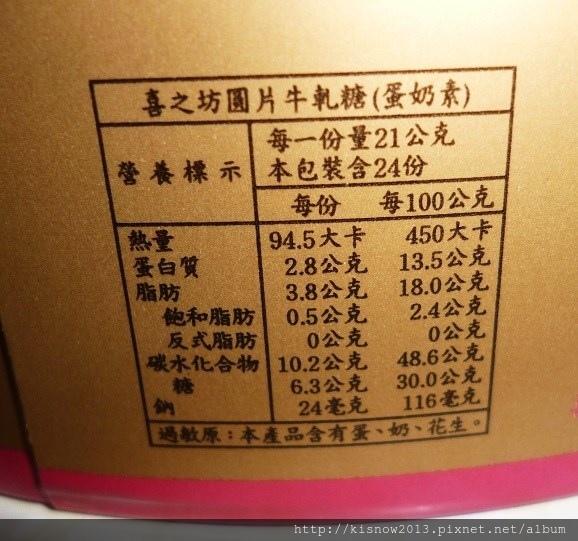 喜之坊圓片牛軋糖(蛋奶素)
營養標示
每一份量21公克
本包裝含24份
每份 每100公克
熱量 94.5大卡 450大卡
蛋白質 2.8公克 13.5公克
脂肪 3.8公克 18.0公克
飽和脂肪 0.5公克 2.4公克
反式脂肪 0公克 0公克
碳水化合物 10.2公克 48.6公克
糖 6.3公克 30.0公克
鈉 24毫克 116毫克
過敏原：本產品含有蛋、奶、花生。
http://kisnow2013.pixnet.net/album